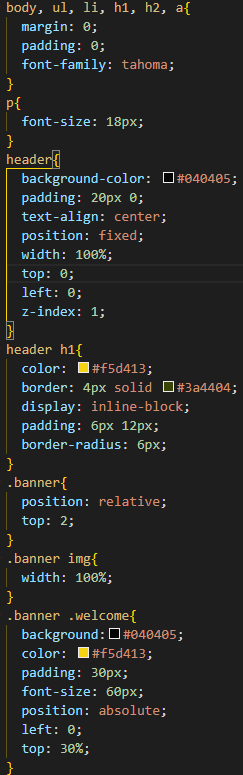 body, ul, li, h1, h2, a{
margin: 0;
padding: 0;
font-family: tahoma;
}
p{
font-size: 18px;
}
header{
background-color: #040405;
padding: 20px 0;
text-align: center;
position: fixed;
width: 100%;
top: 0;
left: 0;
z-index: 1;
}
header h1{
color: #f5d413;
border: 4px solid #3a4404;
display: inline-block;
padding: 6px 12px;
border-radius: 6px;
}
.banner{
position: relative;
top: 2;
}
.banner img{
width: 100%;
}
.banner .welcome{
background: #040405;
color: #f5d413;
padding: 30px;
font-size: 60px;
position: absolute;
left: 0;
top: 30%;
}